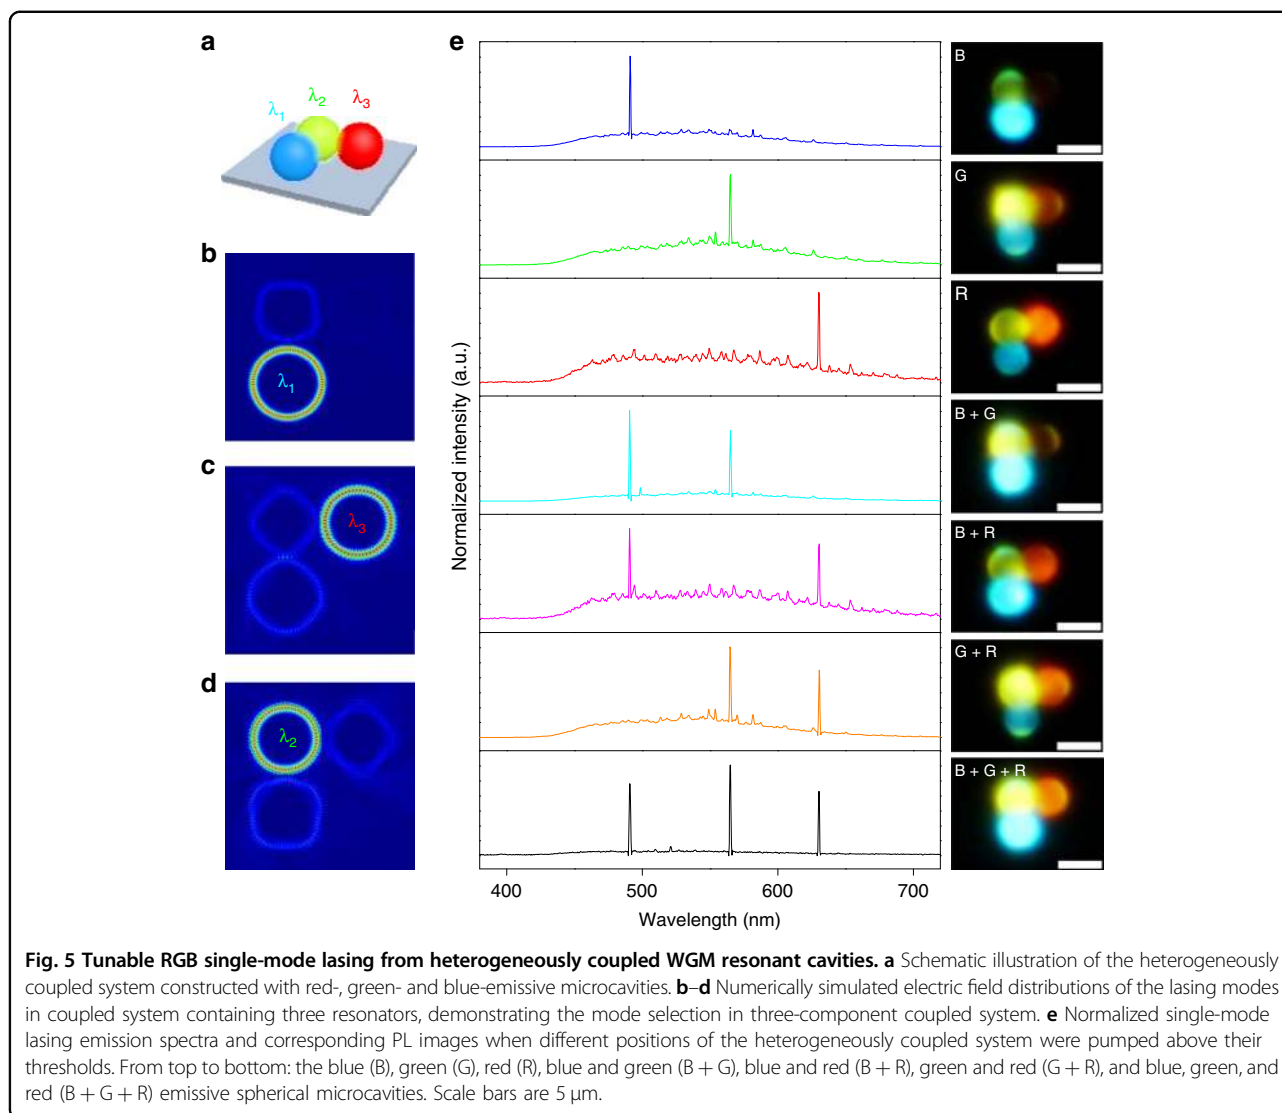 a
λ1
λ2
λ3
b
λ1
c
λ3
d
λ2
e
Normalized intensity (a.u.)
400
500
600
700
Wavelength (nm)
B
G
R
B + G
B + R
G + R
B + G + R
Fig. 5 Tunable RGB single-mode lasing from heterogeneously coupled WGM resonant cavities. a Schematic illustration of the heterogeneously
coupled system constructed with red-, green- and blue-emissive microcavities. b–d Numerically simulated electric field distributions of the lasing modes
in coupled system containing three resonators, demonstrating the mode selection in three-component coupled system. e Normalized single-mode
lasing emission spectra and corresponding PL images when different positions of the heterogeneously coupled system were pumped above their
thresholds. From top to bottom: the blue (B), green (G), red (R), blue and green (B + G), blue and red (B + R), green and red (G + R), and blue, green, and
red (B + G + R) emissive spherical microcavities. Scale bars are 5 μm.